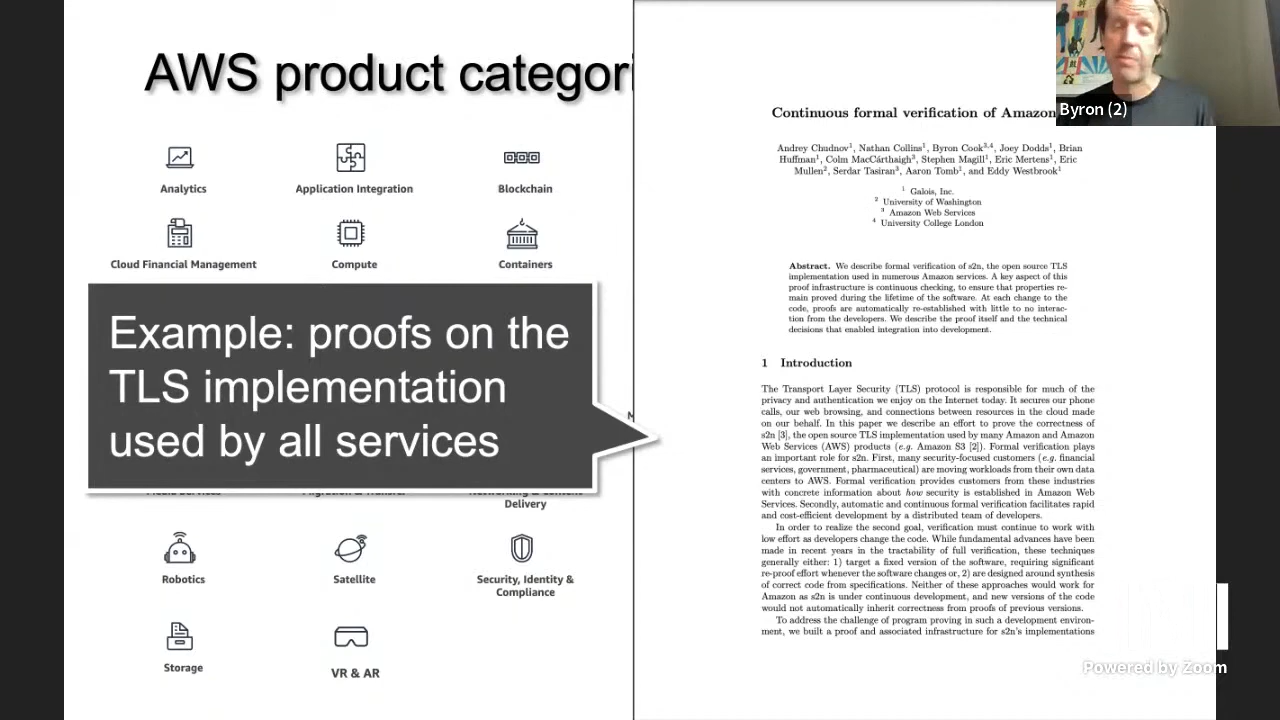 AWS product categori
Analytics
Application Integration
Blockchain
Cloud Financial Management
Compute
Containers
Example: proofs on the
TLS implementation
used by all services
M
Delivery
Robotics
Satellite
Security, Identity &
Compliance
Storage
VR & AR
Continuous formal verification of Amazon
Andrey Chudnov¹, Nathan Collins¹, Byron Cook³,⁴, Joey Dodds¹, Brian
Huffman¹, Colm MacCárthaigh³, Stephen Magill¹, Eric Mertens¹, Eric
Mullen², Serdar Tasiran³, Aaron Tomb¹, and Eddy Westbrook¹
¹ Galois, Inc.
² University of Washington
³ Amazon Web Services
⁴ University College London
Abstract. We describe formal verification of s2n, the open source TLS
implementation used in numerous Amazon services. A key aspect of this
proof infrastructure is continuous checking, to ensure that properties re-
main proved during the lifetime of the software. At each change to the
code, proofs are automatically re-established with little to no interac-
tion from the developers. We describe the proof itself and the technical
decisions that enabled integration into development.
1 Introduction
The Transport Layer Security (TLS) protocol is responsible for much of the
privacy and authentication we enjoy on the Internet today. It secures our phone
calls, our web browsing, and connections between resources in the cloud made
on our behalf. In this paper we describe an effort to prove the correctness of
s2n [3], the open source TLS implementation used by many Amazon and Amazon
Web Services (AWS) products (e.g. Amazon S3 [2]). Formal verification plays
an important role for s2n. First, many security-focused customers (e.g. financial
services, government, pharmaceutical) are moving workloads from their own data
centers to AWS. Formal verification provides customers from these industries
with concrete information about how security is established in Amazon Web
Services. Secondly, automatic and continuous formal verification facilitates rapid
and cost-efficient development by a distributed team of developers.
In order to realize the second goal, verification must continue to work with
low effort as developers change the code. While fundamental advances have been
made in recent years in the tractability of full verification, these techniques
generally either: 1) target a fixed version of the software, requiring significant
re-proof effort whenever the software changes or, 2) are designed around synthesis
of correct code from specifications. Neither of these approaches would work for
Amazon as s2n is under continuous development, and new versions of the code
would not automatically inherit correctness from proofs of previous versions.
To address the challenge of program proving in such a development environ-
ment, we built a proof and associated infrastructure for s2n's implementations
Byron (2)
Powered by Zoom